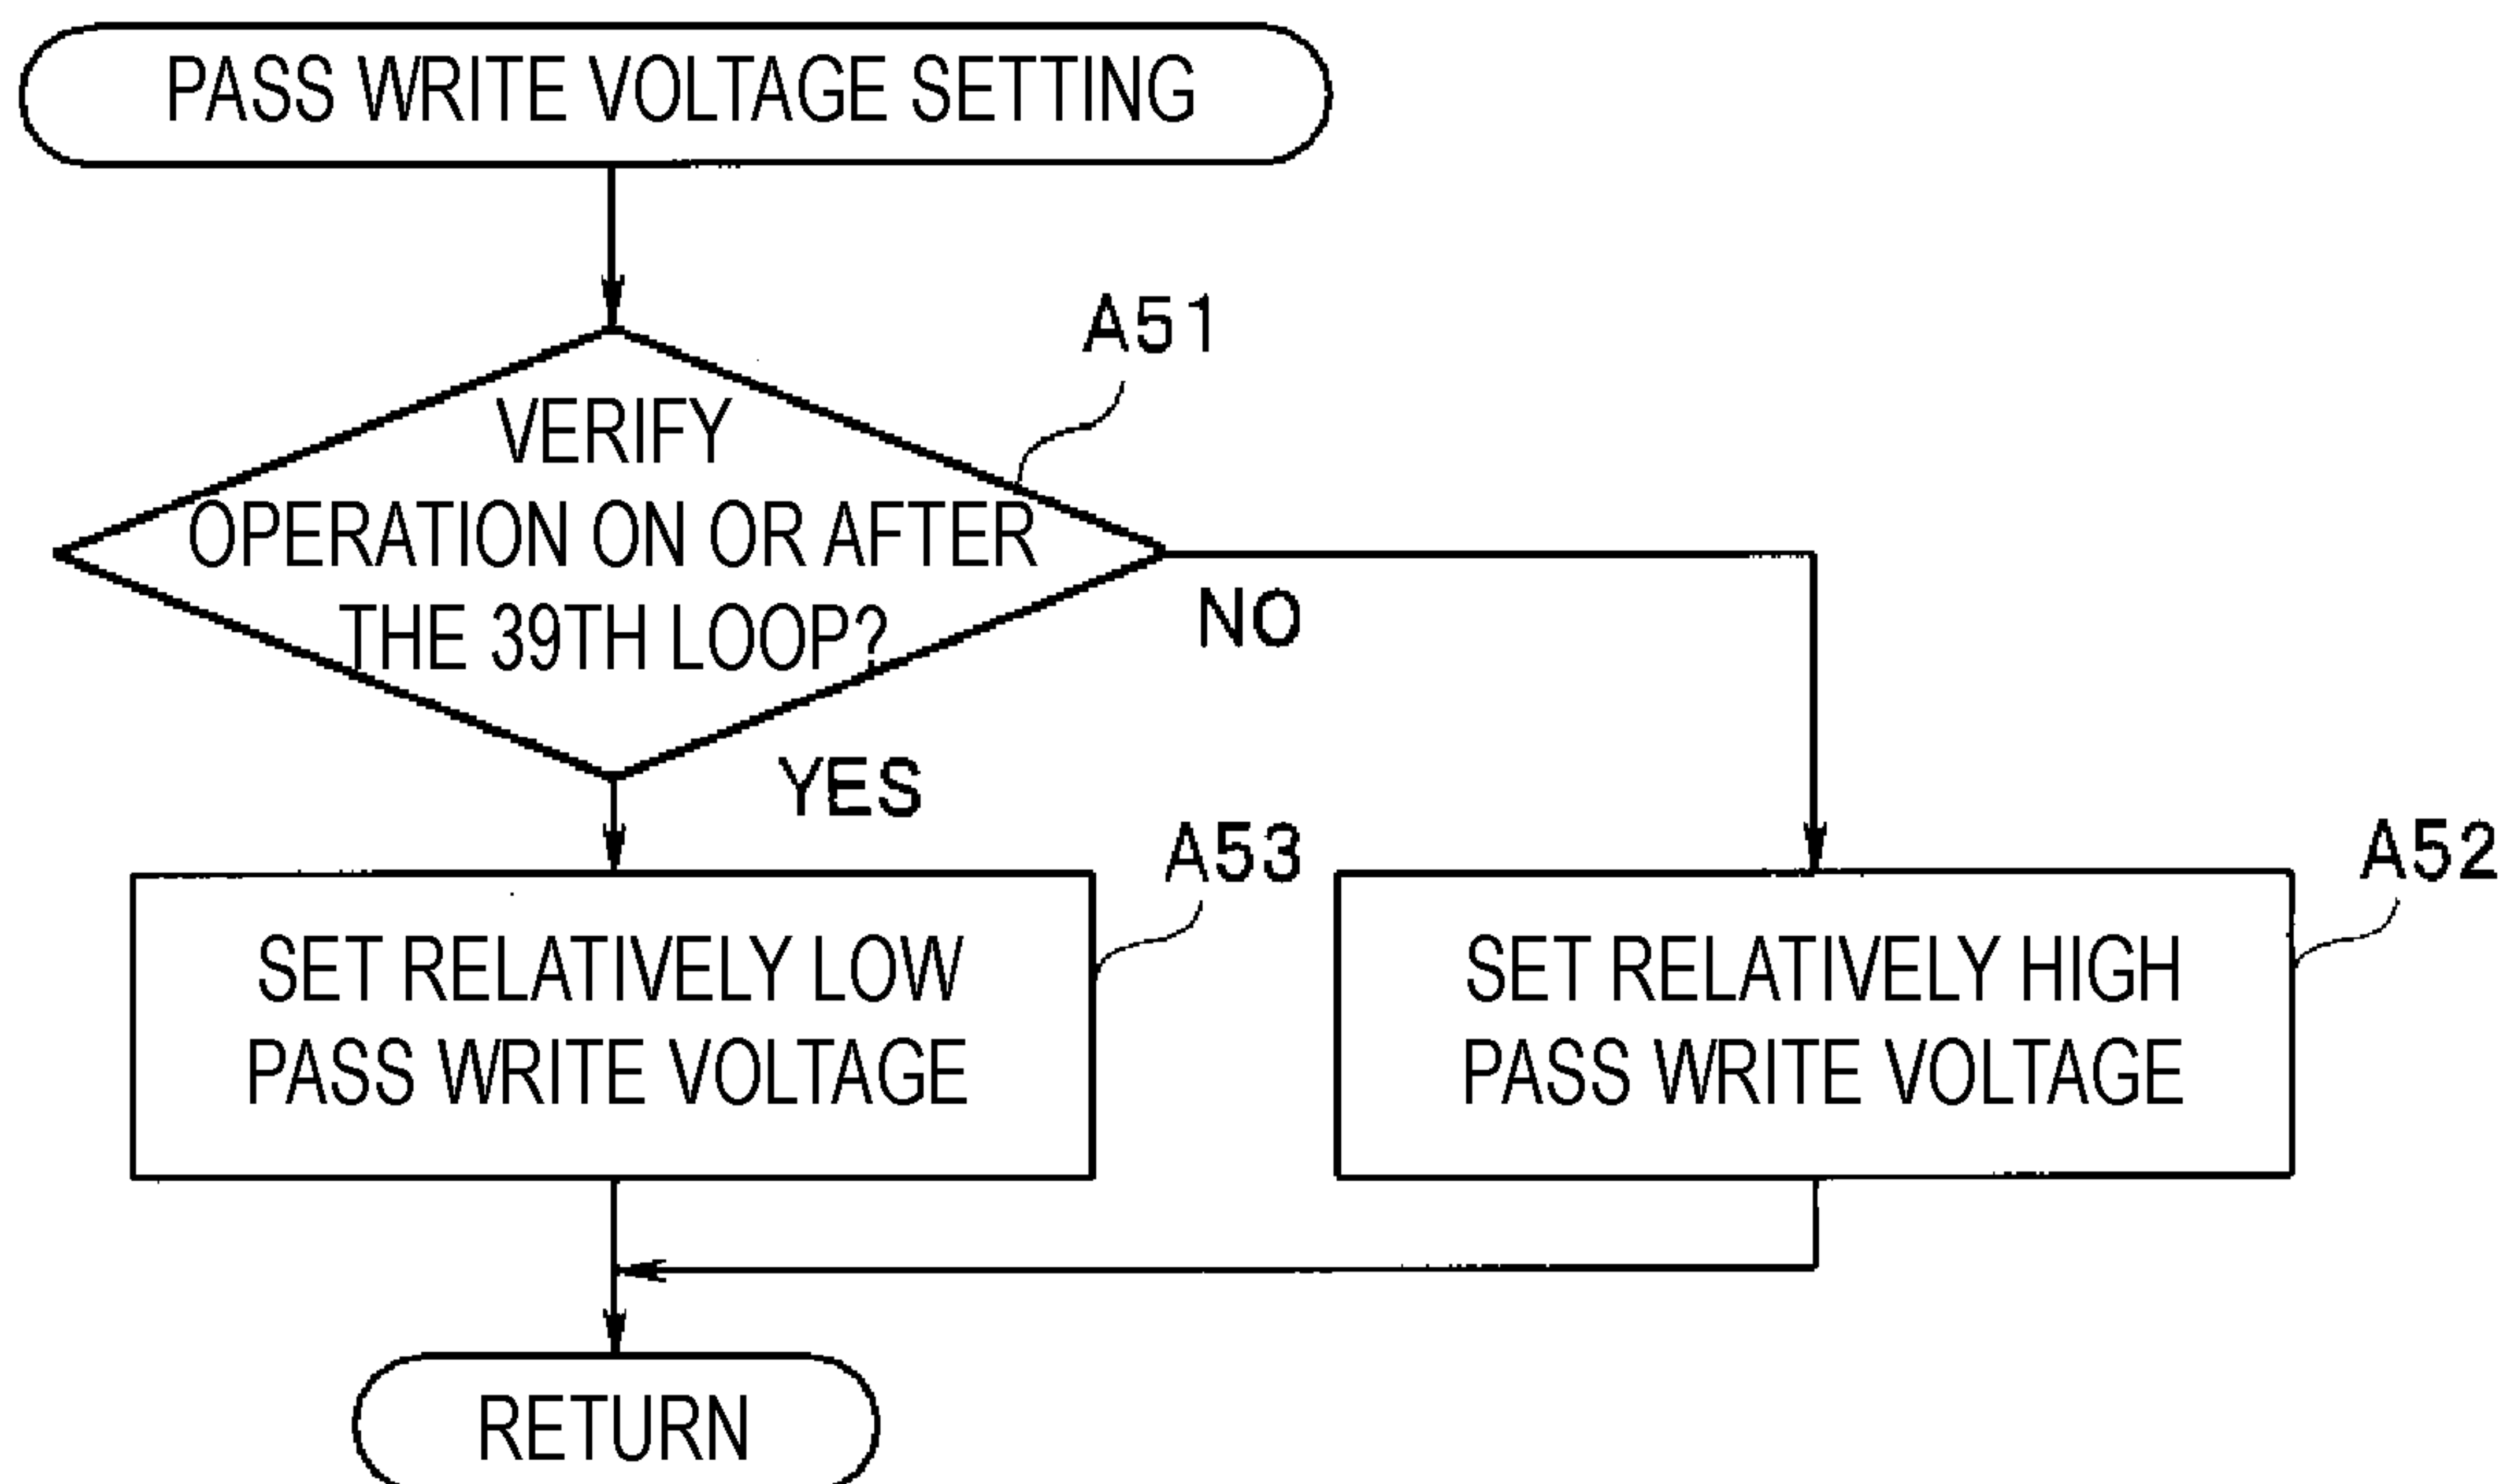 PASS WRITE VOLTAGE SETTING
A51
VERIFY
OPERATION ON OR AFTER
THE 39TH LOOP?
NO
YES
A53
A52
SET RELATIVELY LOW
PASS WRITE VOLTAGE
SET RELATIVELY HIGH
PASS WRITE VOLTAGE
RETURN